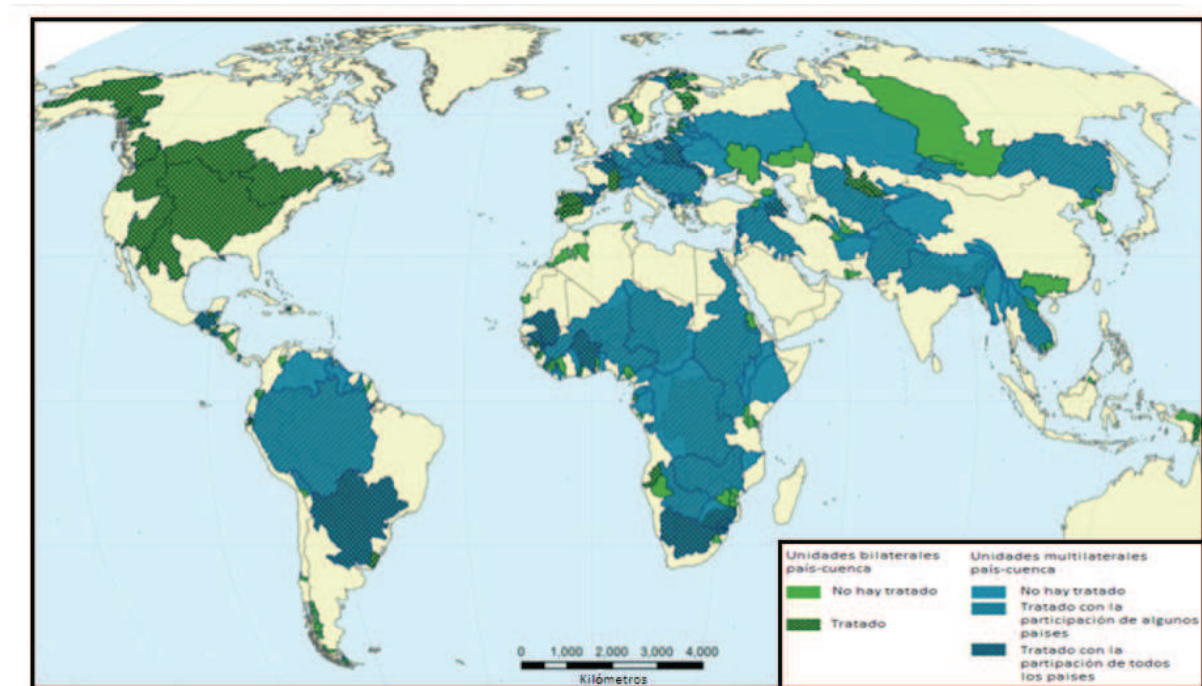 Unidades bilaterales
país-cuenca
No hay tratado
Tratado
Unidades multilaterales
país-cuenca
No hay tratado
Tratado con la
participación de algunos
países
Tratado con la
partipación de todos
los países
0 1,000 2,000 3,000 4,000
Kilómetros